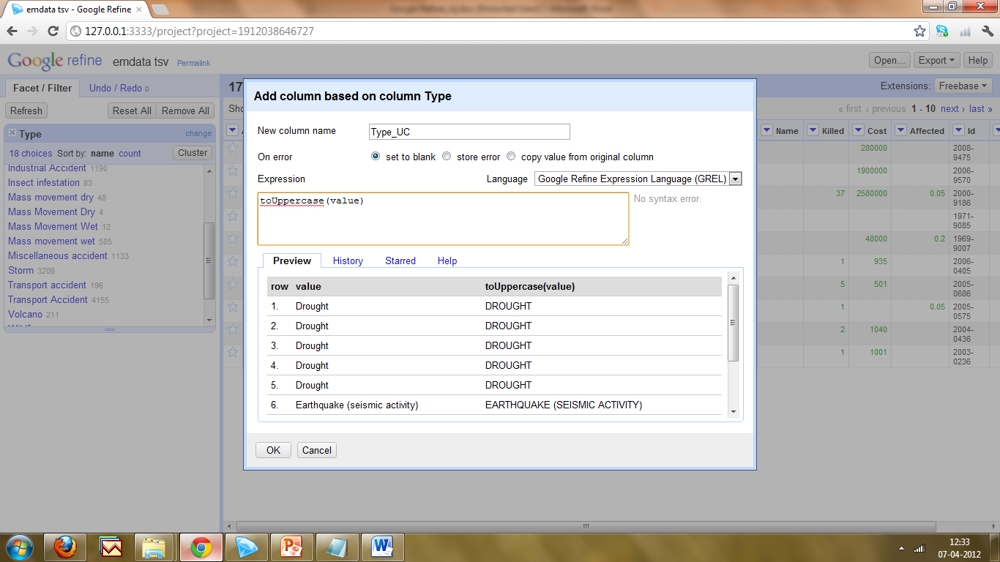 emdata tsv - Google Refine
127.0.0.1:3333/project?project=1912038646727
Google refine emdata tsv Permalink
Open... Export Help
Facet / Filter Undo / Redo 0
17
Extensions: Freebase
Refresh Reset All Remove All
« first ‹ previous 1 - 10 next › last »
Type change
18 choices Sort by: name count Cluster
Industrial Accident 1190
Insect infestation 83
Mass movement dry 48
Mass Movement Dry 4
Mass Movement Wet 12
Mass movement wet 505
Miscellaneous accident 1133
Storm 3206
Transport accident 196
Transport Accident 4155
Volcano 211
Add column based on column Type
New column name Type_UC
On error set to blank store error copy value from original column
Expression Language Google Refine Expression Language (GREL)
toUppercase(value)
No syntax error.
Preview History Starred Help
row value toUppercase(value)
1. Drought DROUGHT
2. Drought DROUGHT
3. Drought DROUGHT
4. Drought DROUGHT
5. Drought DROUGHT
6. Earthquake (seismic activity) EARTHQUAKE (SEISMIC ACTIVITY)
OK Cancel
Name Killed Cost Affected Id
280000 2008-
9475
1900000 2006-
9570
37 2580000 0.05 2000-
9186
1971-
9085
48000 0.2 1969-
9007
1 935 2006-
0405
5 501 2005-
0686
1 0.05 2005-
0575
2 1040 2004-
0436
1 1001 2003-
0236
12:33
07-04-2012